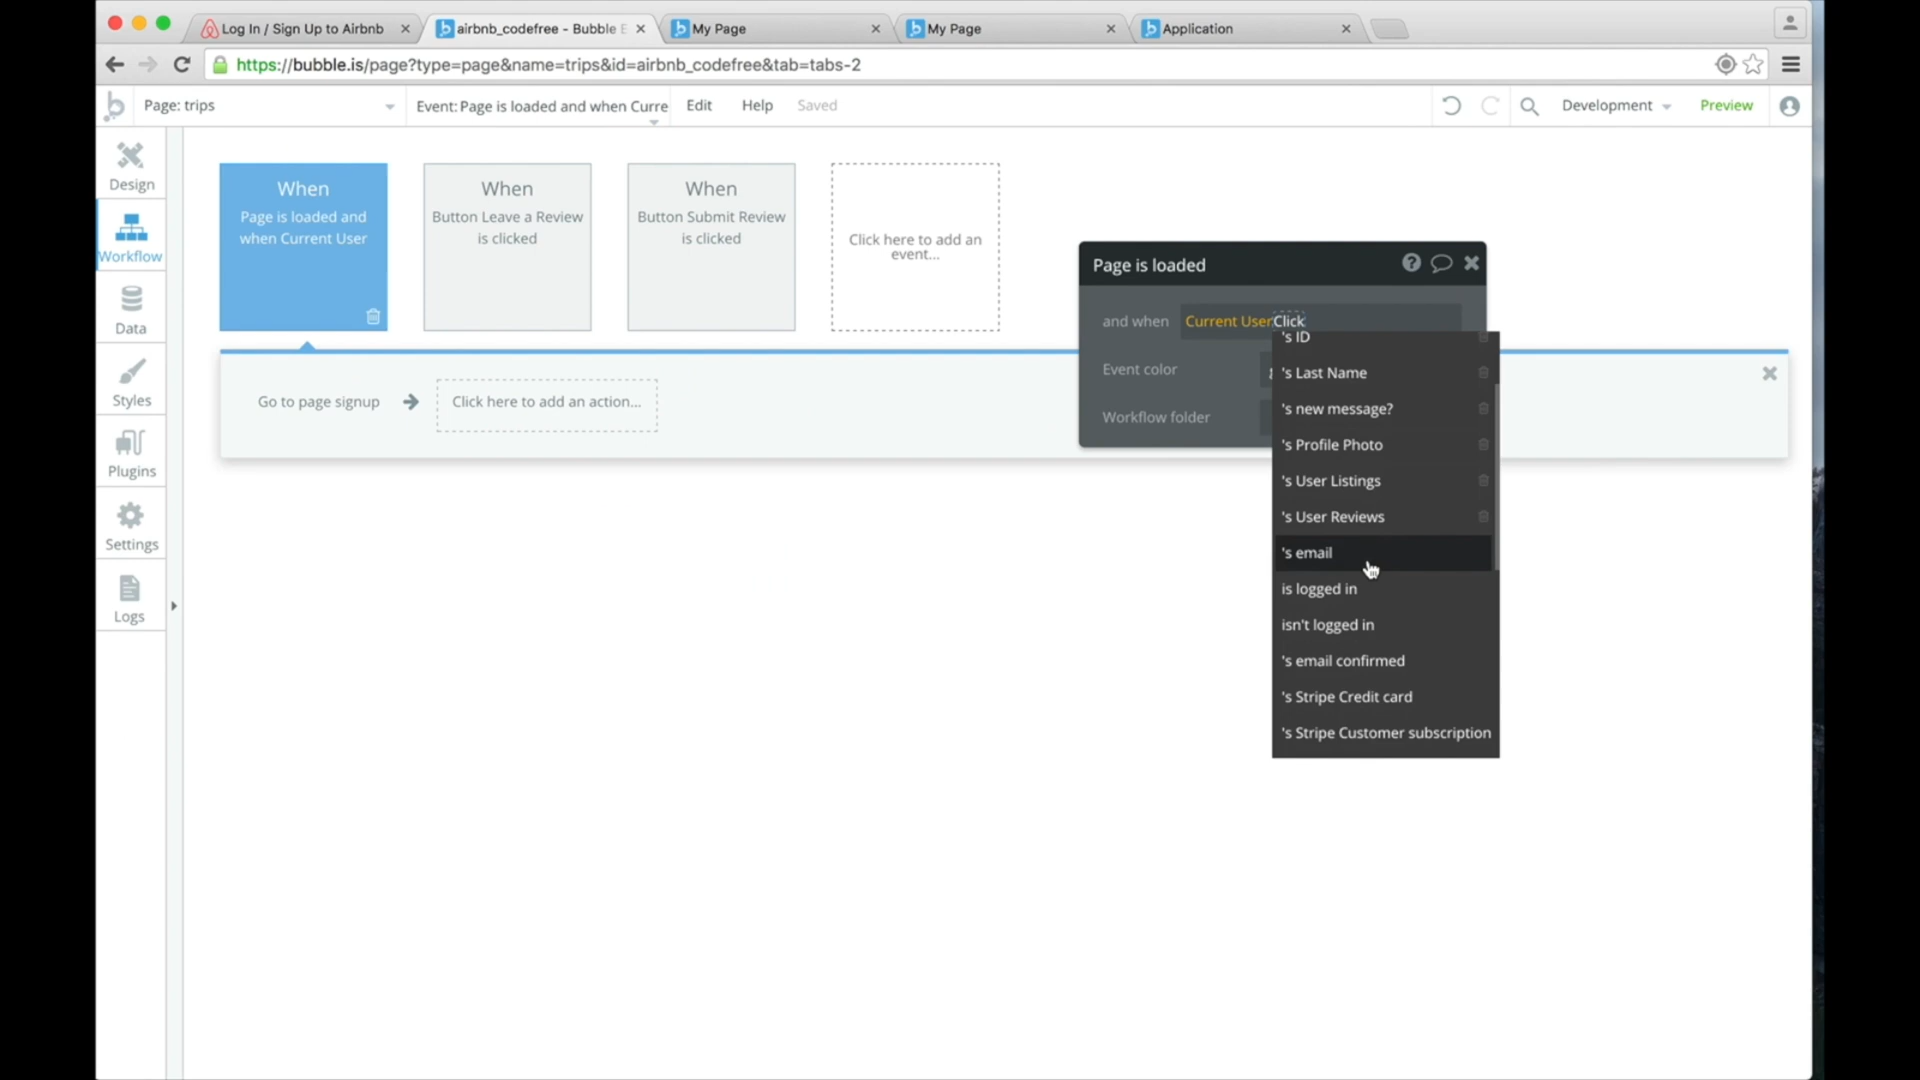 Log In / Sign Up to Airbnb
airbnb_codefree - Bubble E
My Page
My Page
Application
https://bubble.is/page?type=page&name=trips&id=airbnb_codefree&tab=tabs-2
Page: trips
Event: Page is loaded and when Curre
Edit
Help
Saved
Development
Preview
Design
Workflow
Data
Styles
Plugins
Settings
Logs
When
Page is loaded and
when Current User
When
Button Leave a Review
is clicked
When
Button Submit Review
is clicked
Click here to add an
event...
Go to page signup
Click here to add an action...
Page is loaded
and when
Current User Click
Event color
Workflow folder
's ID
's Last Name
's new message?
's Profile Photo
's User Listings
's User Reviews
's email
is logged in
isn't logged in
's email confirmed
's Stripe Credit card
's Stripe Customer subscription